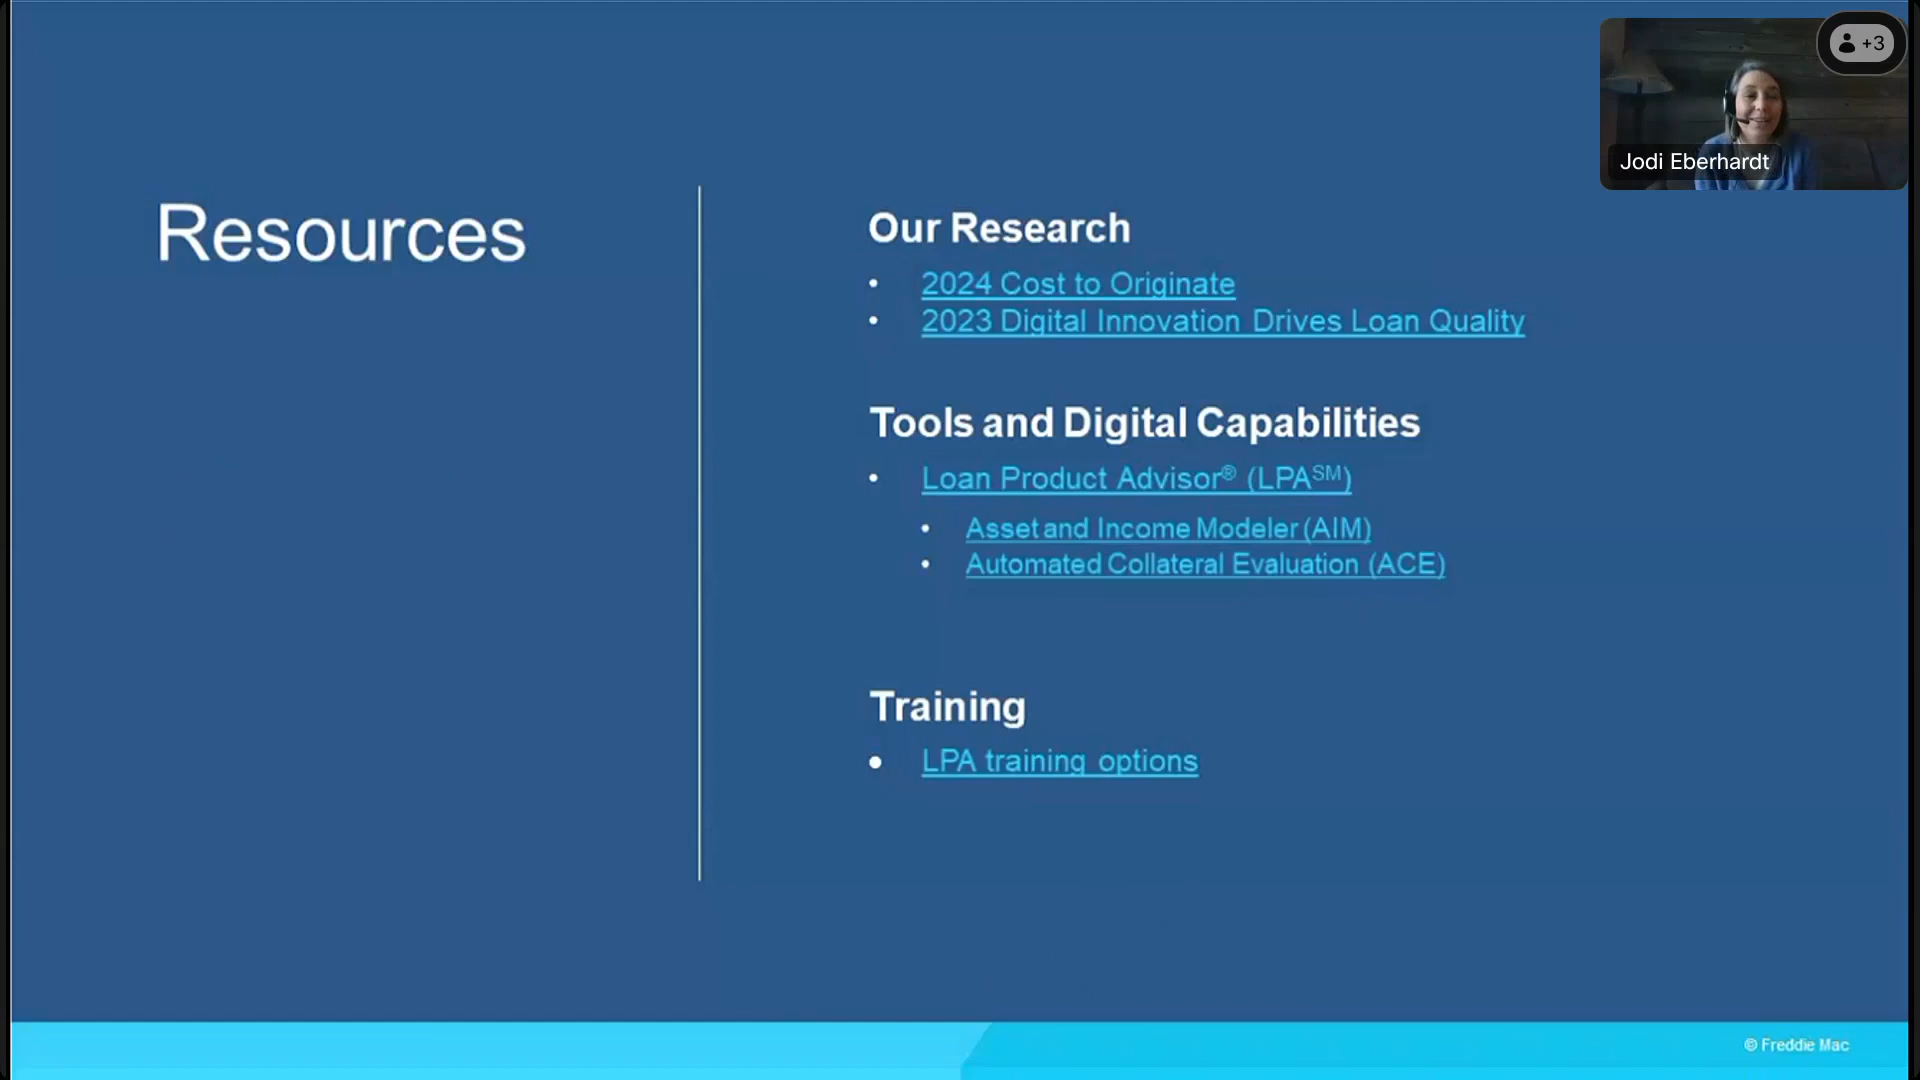 +3
Jodi Eberhardt
Resources
Our Research
• 2024 Cost to Originate
• 2023 Digital Innovation Drives Loan Quality
Tools and Digital Capabilities
• Loan Product Advisor® (LPA℠)
• Asset and Income Modeler (AIM)
• Automated Collateral Evaluation (ACE)
Training
• LPA training options
© Freddie Mac